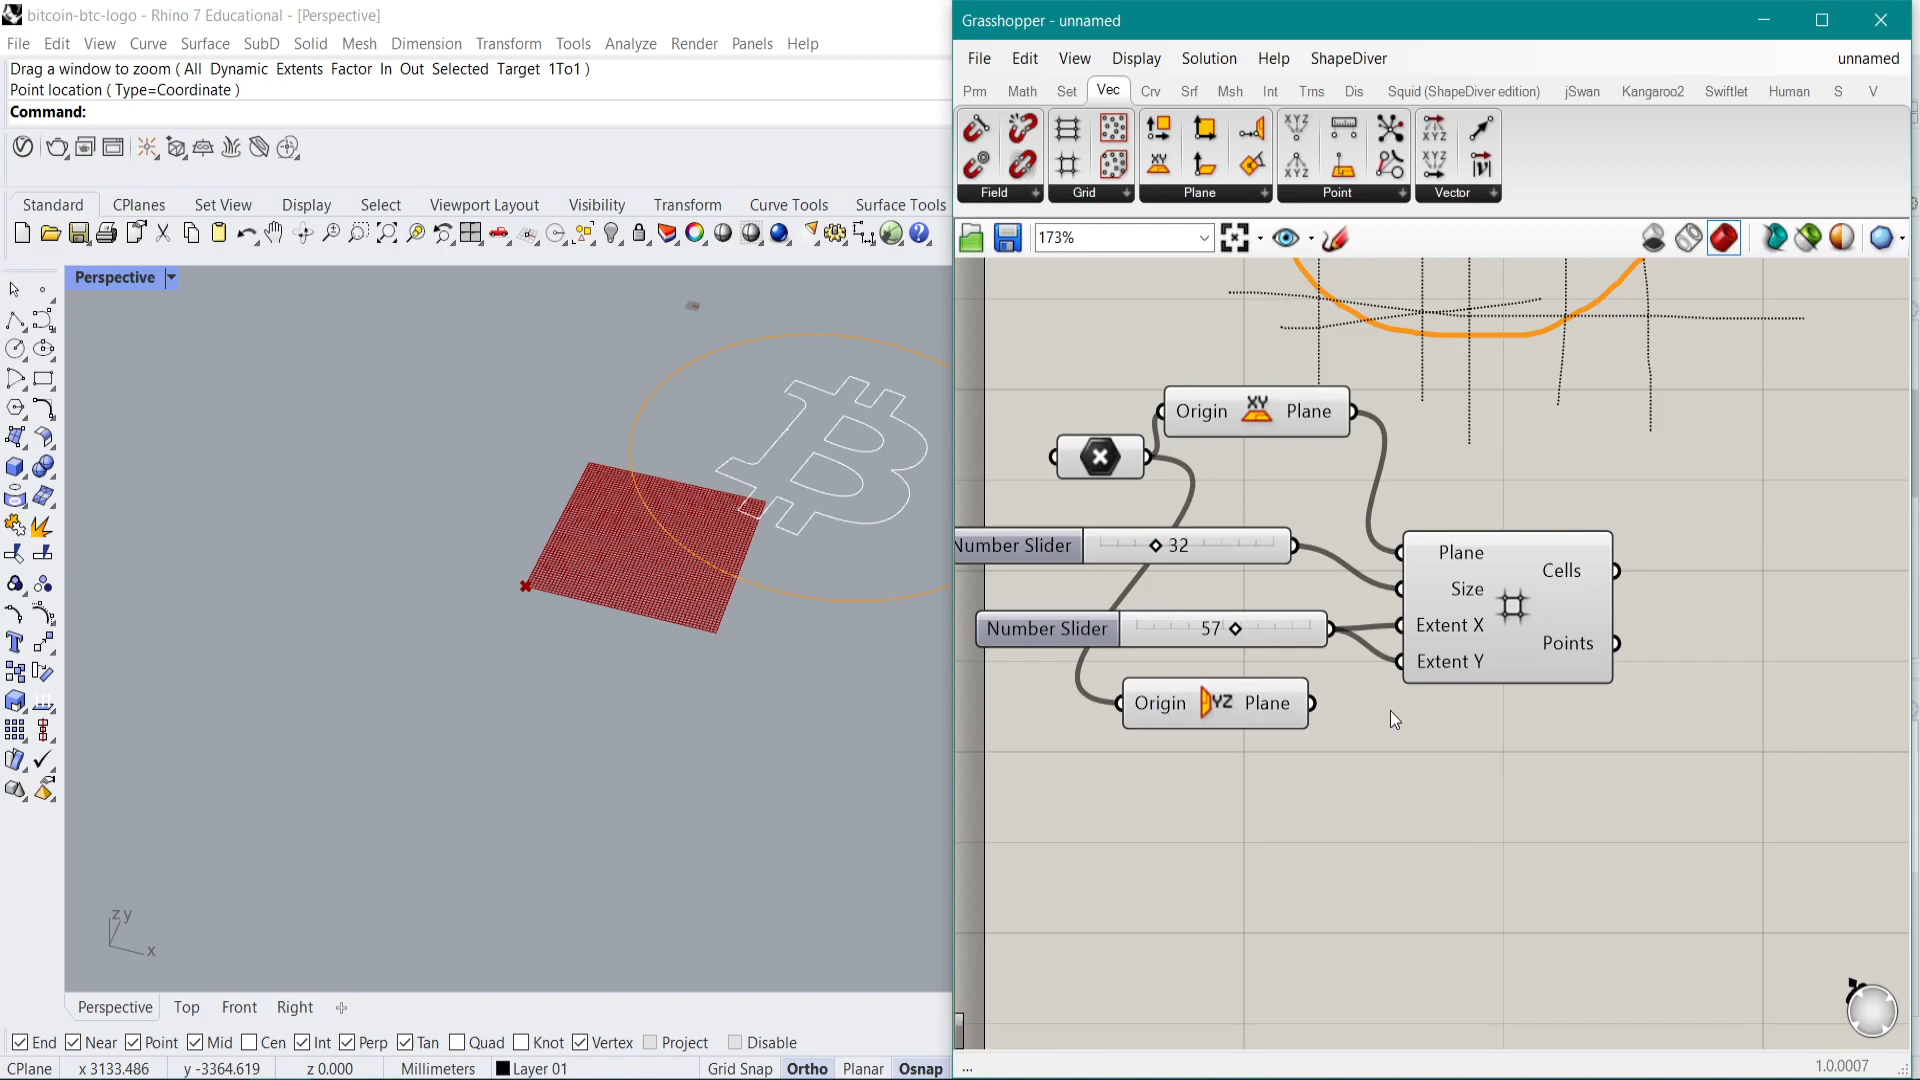 bitcoin-btc-logo - Rhino 7 Educational - [Perspective]
File Edit View Curve Surface SubD Solid Mesh Dimension Transform Tools Analyze Render Panels Help
Drag a window to zoom ( All Dynamic Extents Factor In Out Selected Target 1To1 )
Point location ( Type=Coordinate )
Command:
Standard CPlanes Set View Display Select Viewport Layout Visibility Transform Curve Tools Surface Tools
Perspective
z y
x
Perspective Top Front Right
End Near Point Mid Cen Int Perp Tan Quad Knot Vertex Project Disable
CPlane x 3133.486 y -3364.619 z 0.000 Millimeters Layer 01 Grid Snap Ortho Planar Osnap
Grasshopper - unnamed
File Edit View Display Solution Help ShapeDiver unnamed
Prm Math Set Vec Crv Srf Msh Int Trns Dis Squid (ShapeDiver edition) jSwan Kangaroo2 Swiftlet Human S V
Field Grid Plane Point Vector
173%
Origin XY Plane
Number Slider 32
Number Slider 57
Plane
Size
Extent X
Extent Y
Cells
Points
Origin YZ Plane
...
1.0.0007